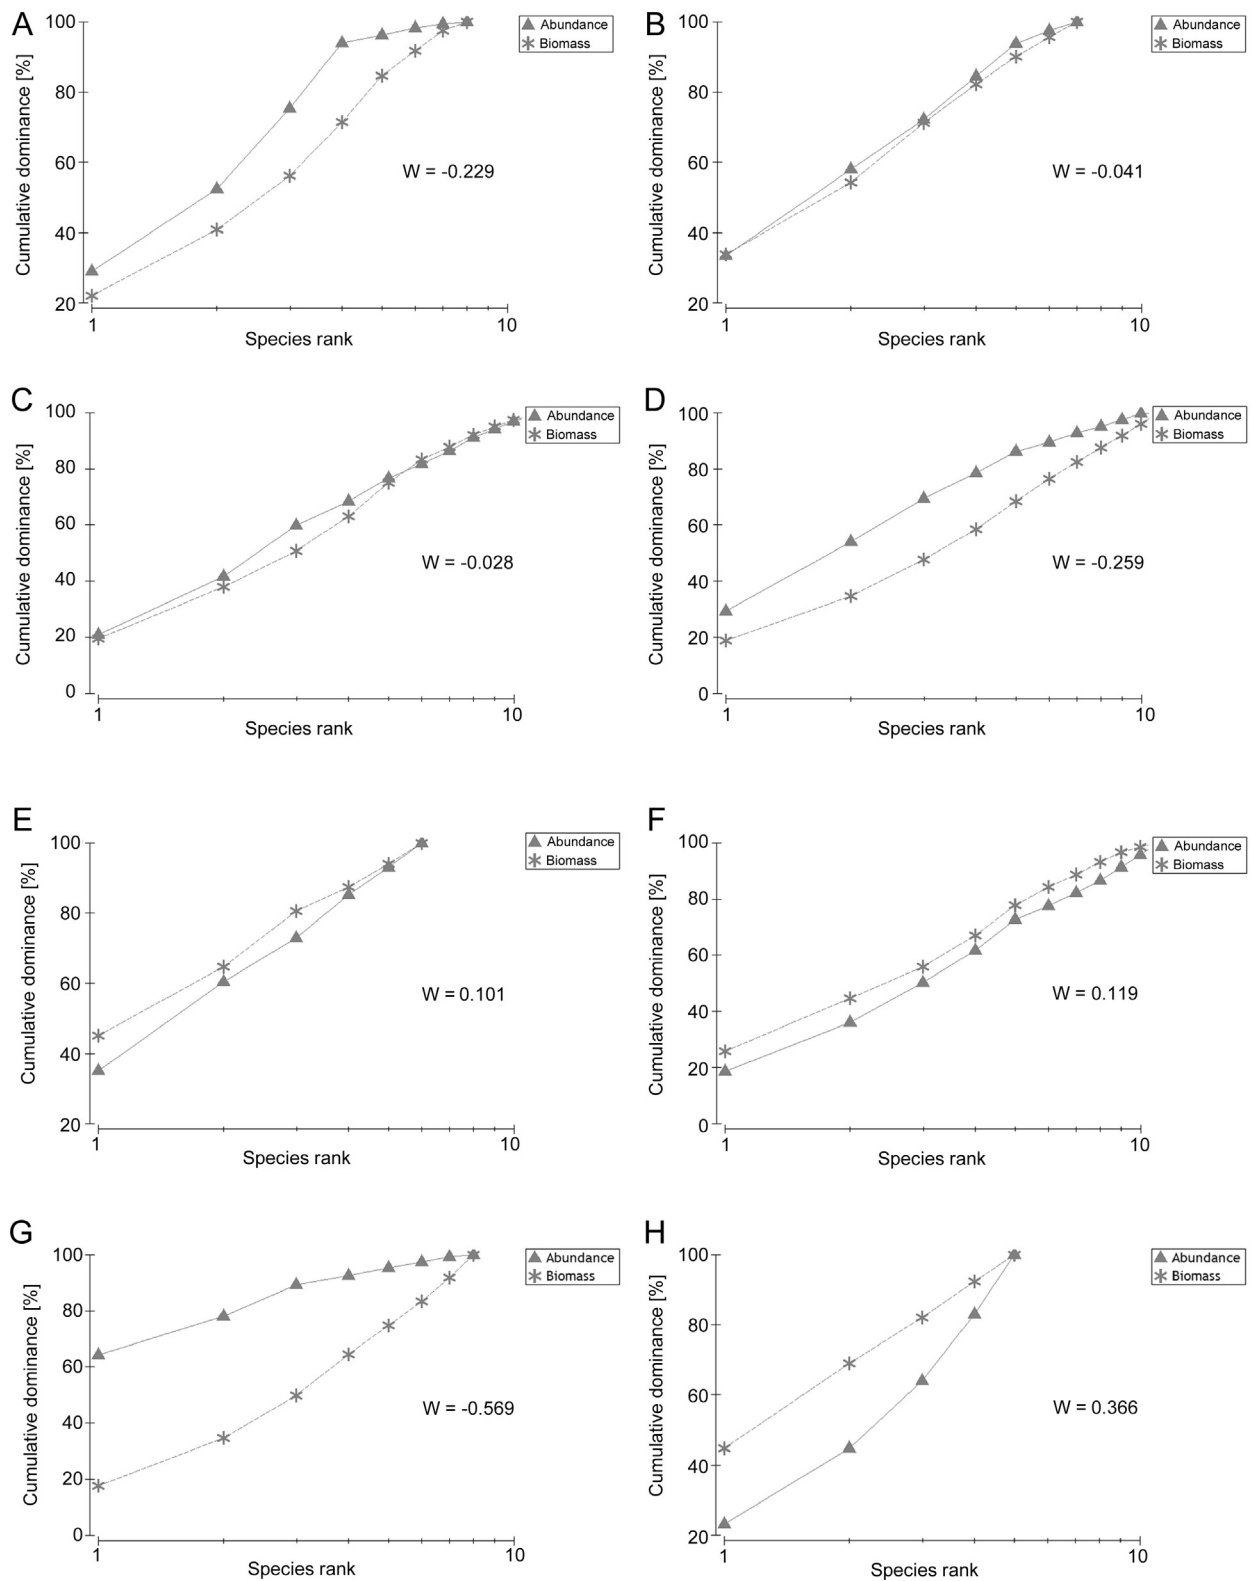 A
Cumulative dominance [%]
100
80
60
40
20
1
10
Species rank
W = -0.229
Abundance
Biomass
B
Cumulative dominance [%]
100
80
60
40
20
1
10
Species rank
W = -0.041
Abundance
Biomass
C
Cumulative dominance [%]
100
80
60
40
20
0
1
10
Species rank
W = -0.028
Abundance
Biomass
D
Cumulative dominance [%]
100
80
60
40
20
0
1
10
Species rank
W = -0.259
Abundance
Biomass
E
Cumulative dominance [%]
100
80
60
40
20
1
10
Species rank
W = 0.101
Abundance
Biomass
F
Cumulative dominance [%]
100
80
60
40
20
0
1
10
Species rank
W = 0.119
Abundance
Biomass
G
Cumulative dominance [%]
100
80
60
40
20
0
1
10
Species rank
W = -0.569
Abundance
Biomass
H
Cumulative dominance [%]
100
80
60
40
20
1
10
Species rank
W = 0.366
Abundance
Biomass